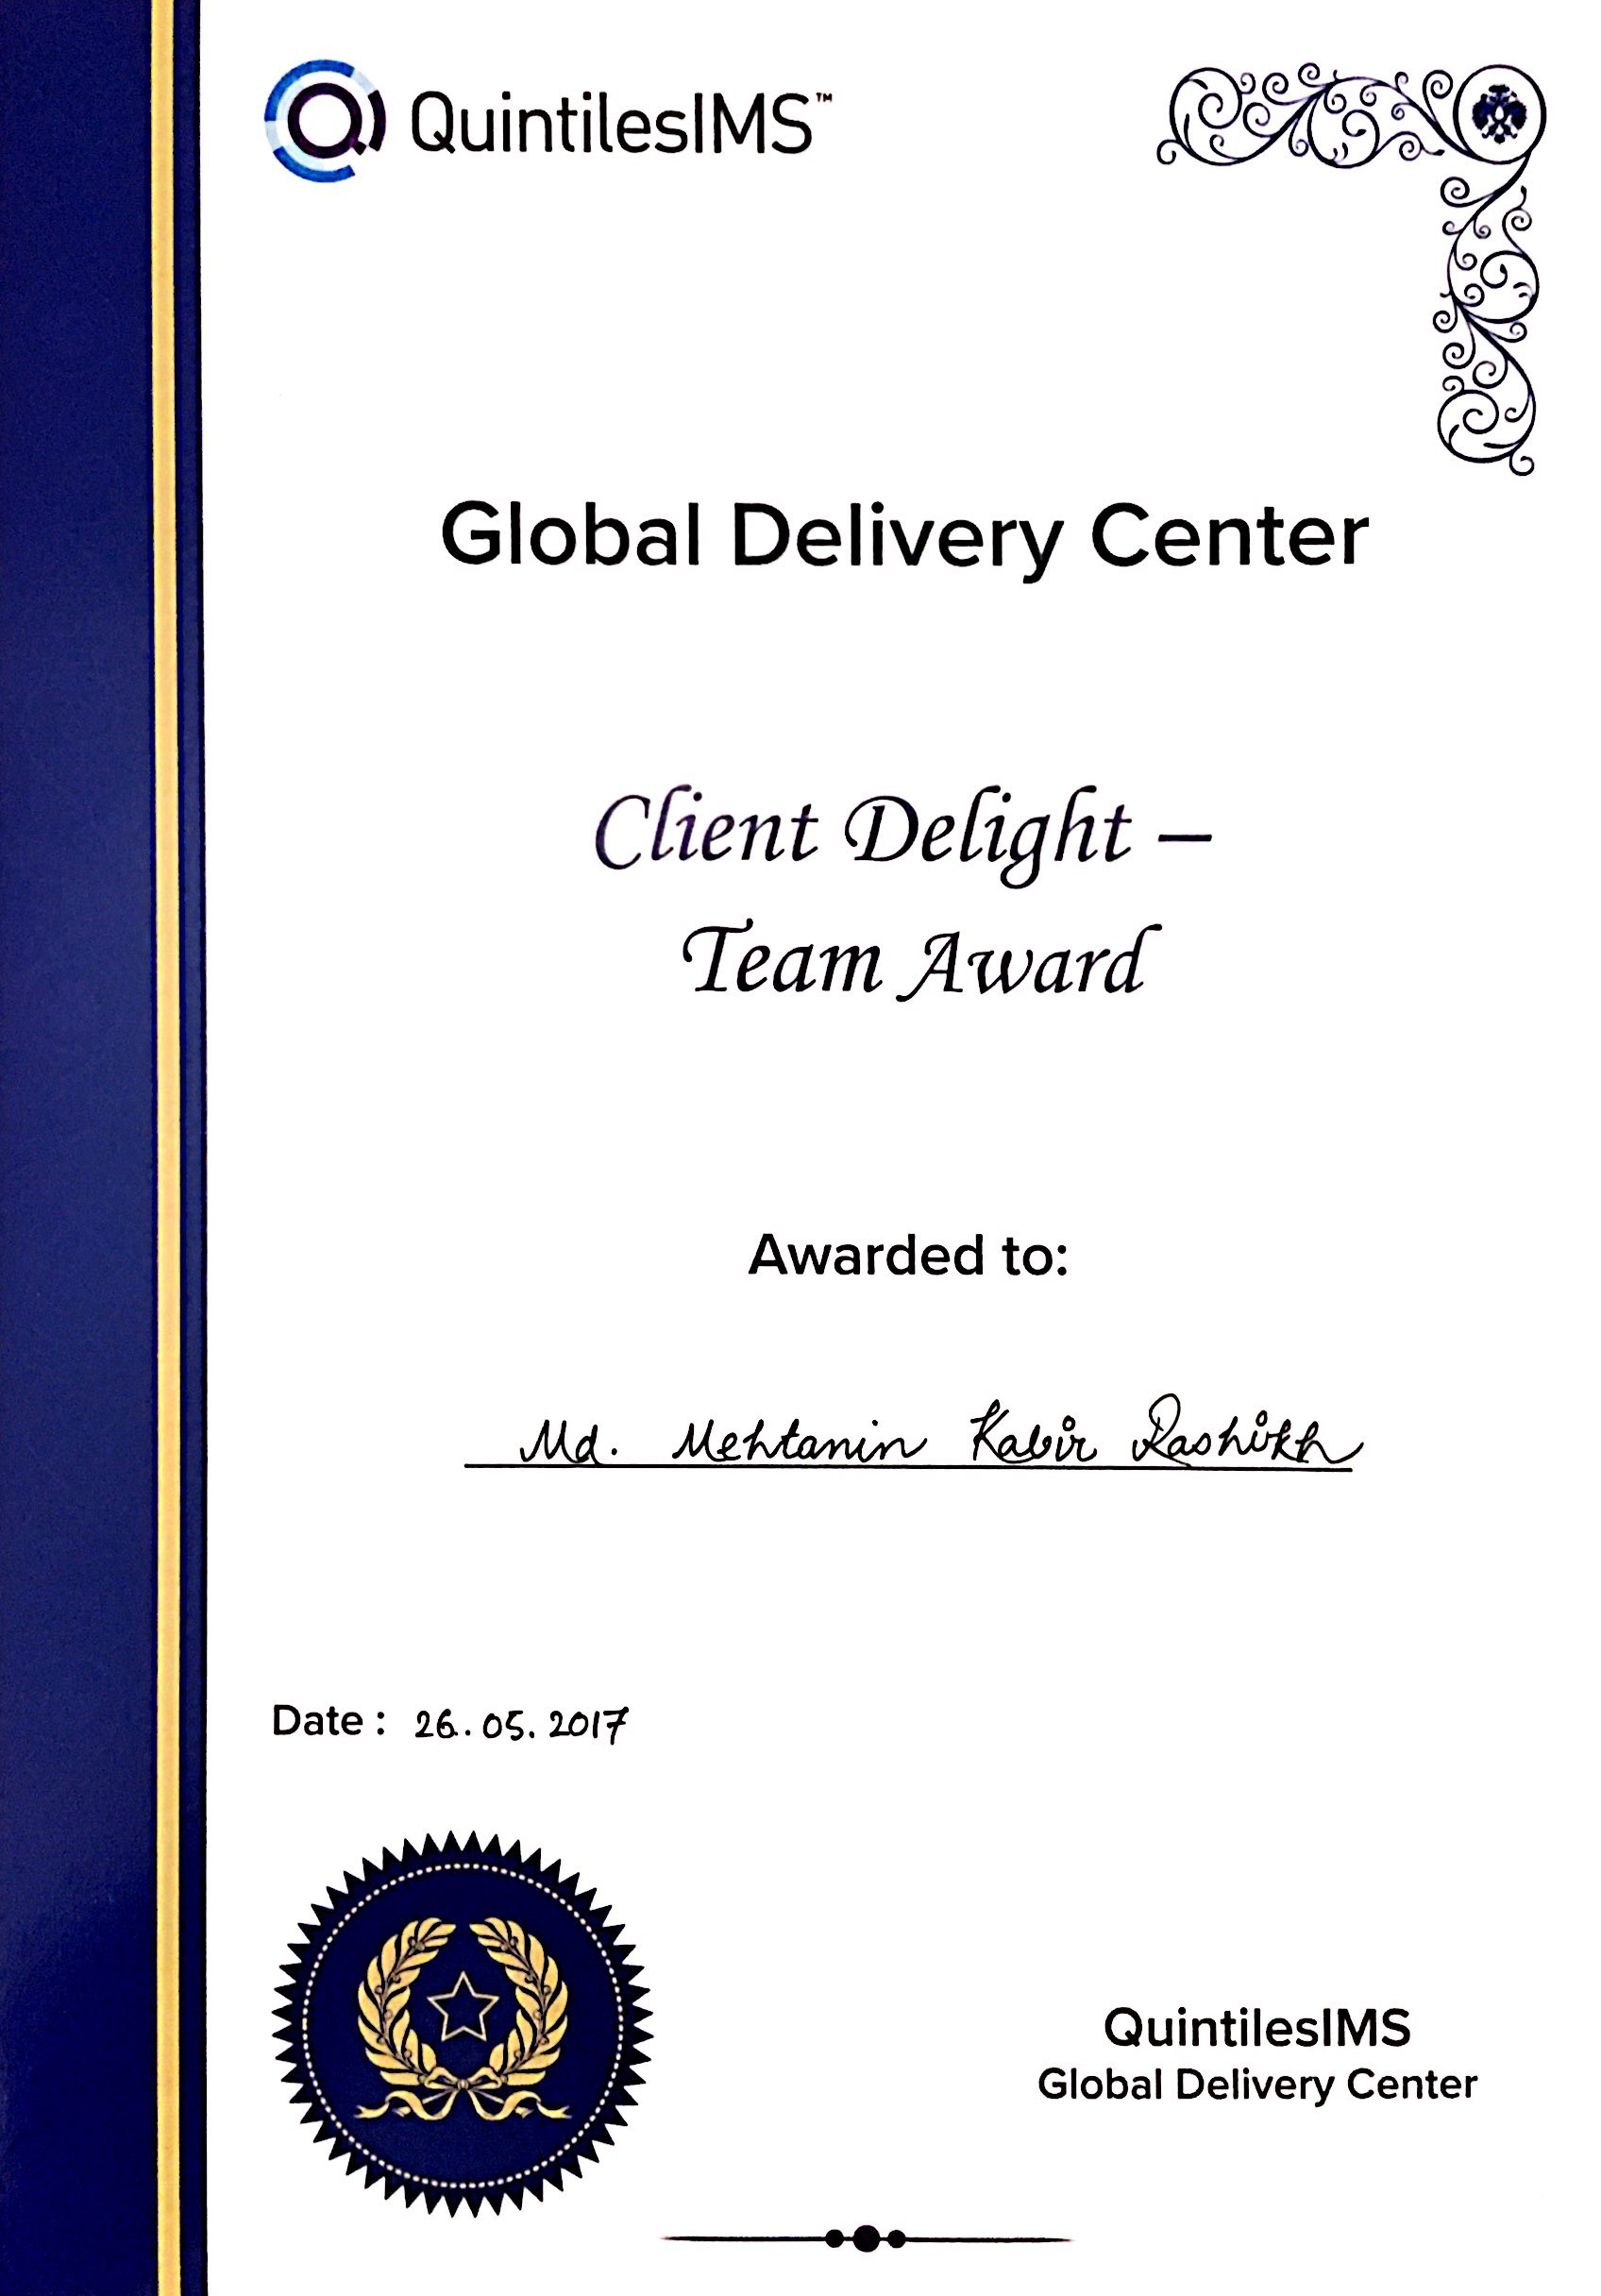 QuintilesIMS™
Global Delivery Center
Client Delight –
Team Award
Awarded to:
Md. Mehtanin Kabir Rashikh
Date : 26.05.2017
QuintilesIMS
Global Delivery Center